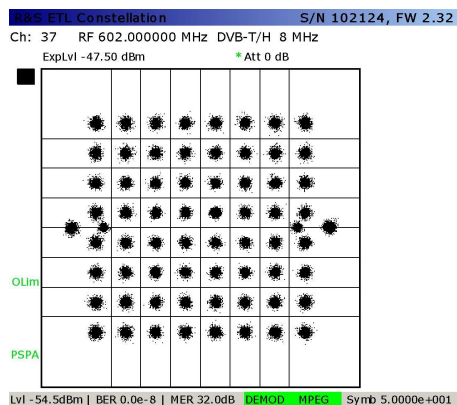 R&S ETL Constellation S/N 102124, FW 2.32
Ch: 37 RF 602.000000 MHz DVB-T/H 8 MHz
ExpLvl -47.50 dBm * Att 0 dB
OLim
PSPA
Lvl -54.5dBm | BER 0.0e-8 | MER 32.0dB DEMOD MPEG Symb 5.0000e+001